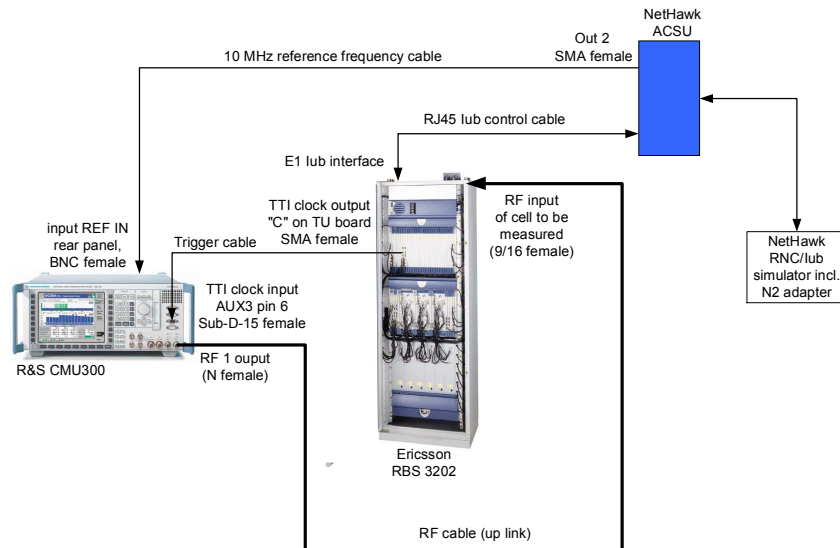 NetHawk
ACSU
Out 2
SMA female
10 MHz reference frequency cable
RJ45 Iub control cable
E1 Iub interface
TTI clock output
"C" on TU board
SMA female
RF input
of cell to be
measured
(9/16 female)
input REF IN
rear panel,
BNC female
Trigger cable
NetHawk
RNC/Iub
simulator incl.
N2 adapter
TTI clock input
AUX3 pin 6
Sub-D-15 female
RF 1 ouput
(N female)
R&S CMU300
Ericsson
RBS 3202
RF cable (up link)